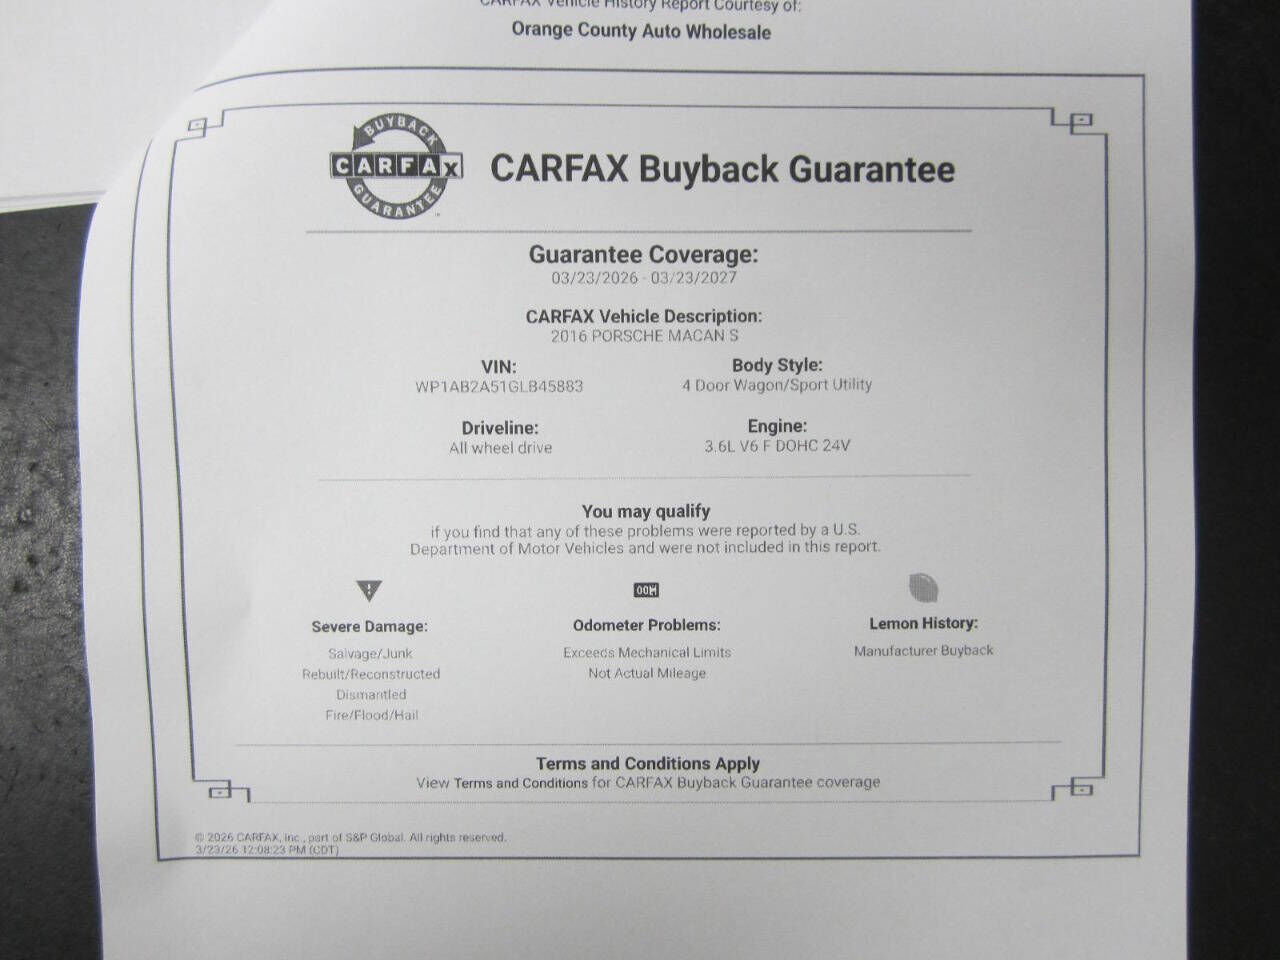 CARFAX Vehicle History Report Courtesy of:
Orange County Auto Wholesale
BUYBACK
CARFAX
GUARANTEE
CARFAX Buyback Guarantee
Guarantee Coverage:
03/23/2026 - 03/23/2027
CARFAX Vehicle Description:
2016 PORSCHE MACAN S
VIN:
WP1AB2A51GLB45883
Body Style:
4 Door Wagon/Sport Utility
Driveline:
All wheel drive
Engine:
3.6L V6 F DOHC 24V
You may qualify
if you find that any of these problems were reported by a U.S.
Department of Motor Vehicles and were not included in this report.
Severe Damage:
Salvage/Junk
Rebuilt/Reconstructed
Dismantled
Fire/Flood/Hail
Odometer Problems:
Exceeds Mechanical Limits
Not Actual Mileage
Lemon History:
Manufacturer Buyback
Terms and Conditions Apply
View Terms and Conditions for CARFAX Buyback Guarantee coverage
© 2026 CARFAX, Inc., part of S&P Global. All rights reserved.
3/23/26 12:08:23 PM (CDT)